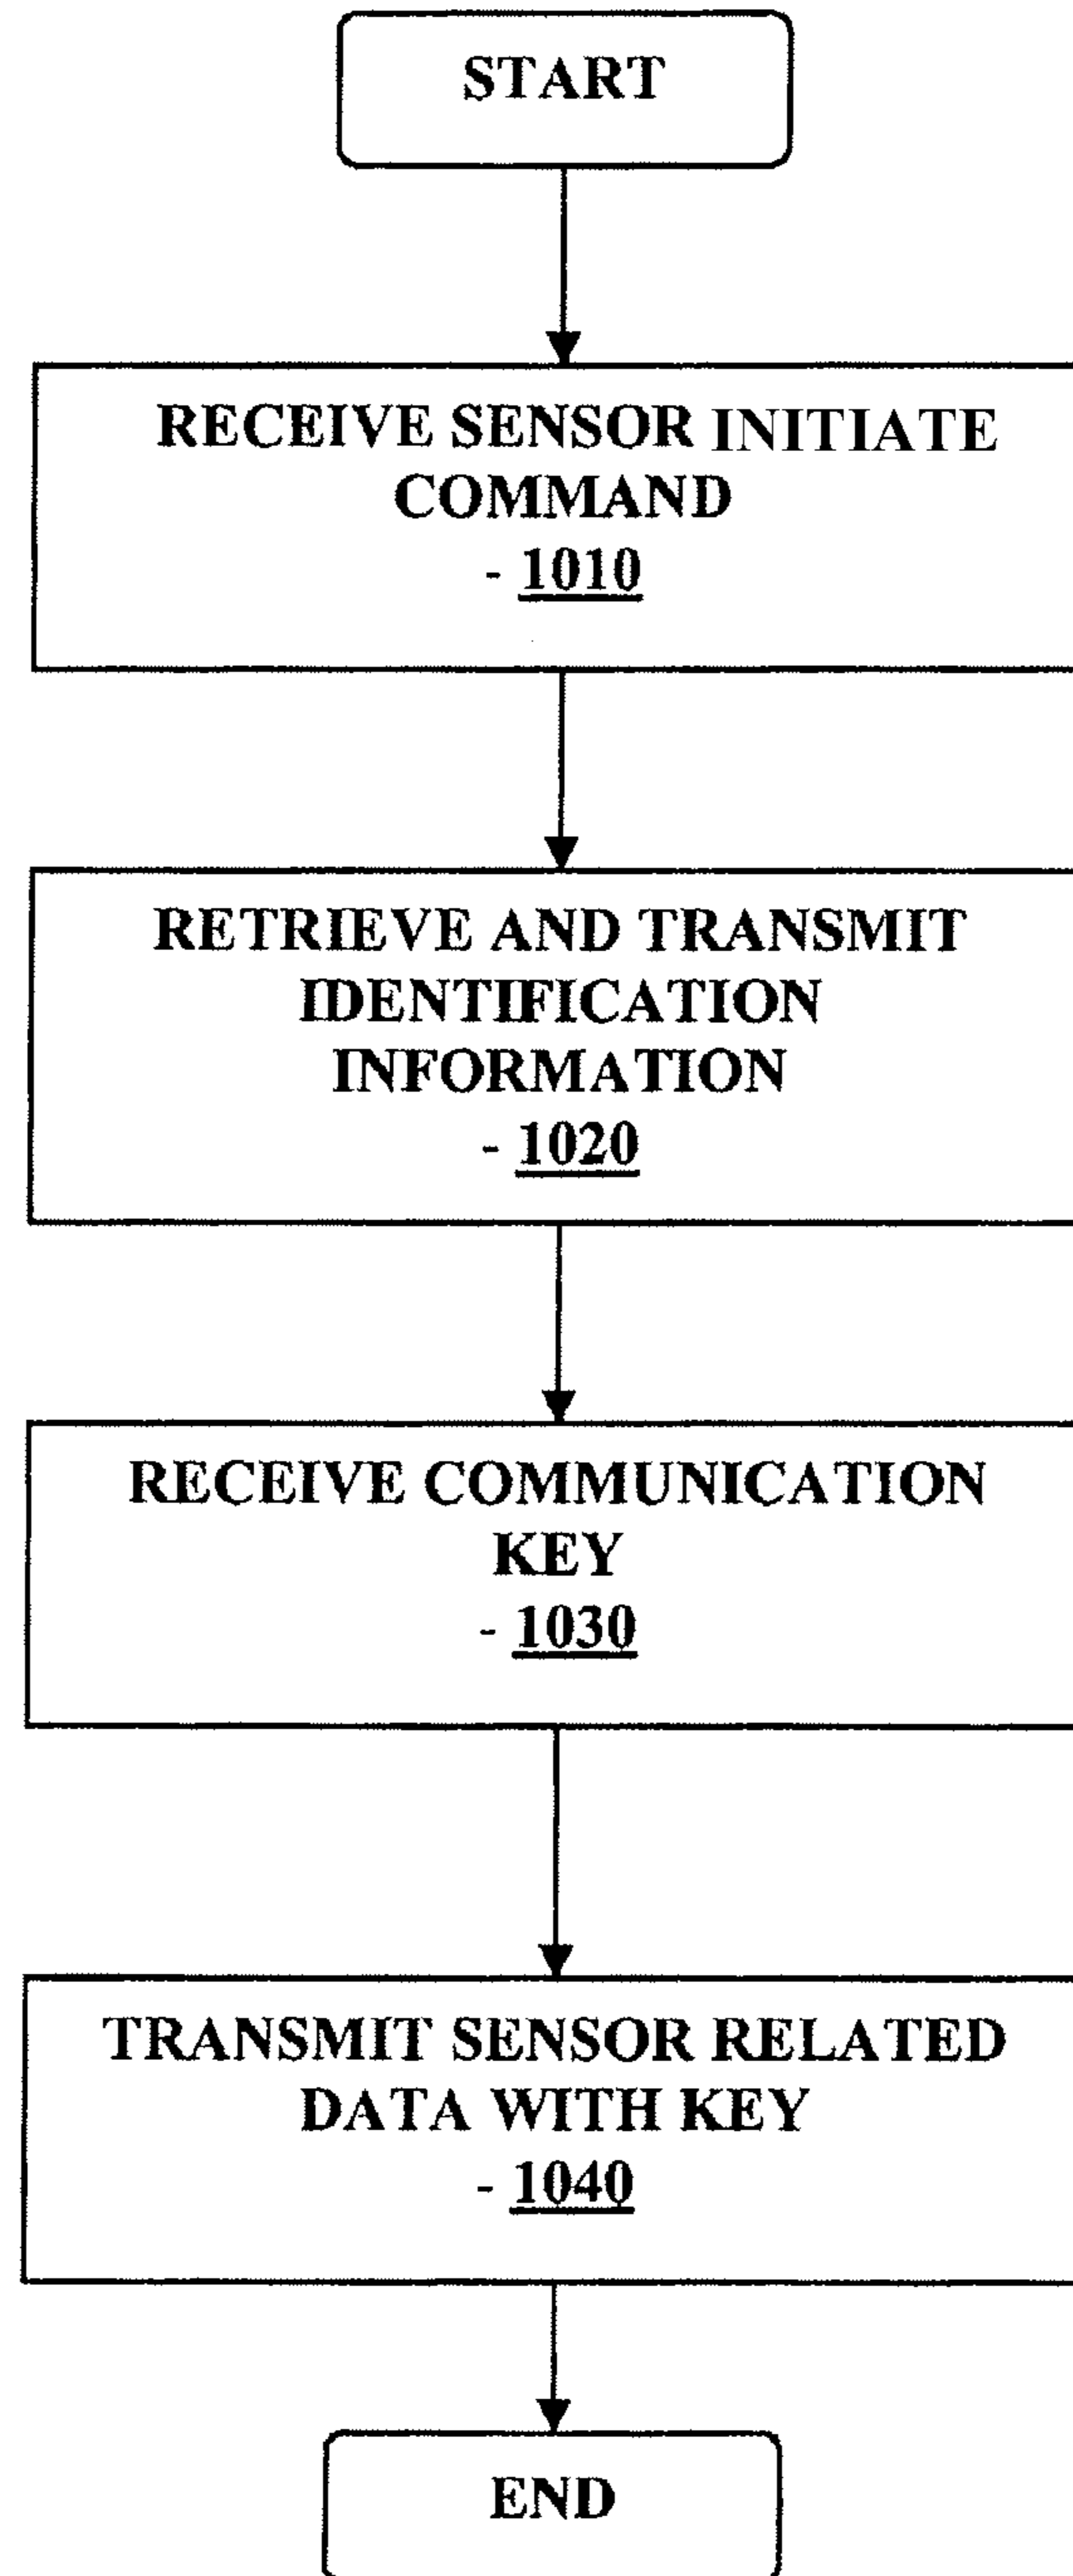 START
RECEIVE SENSOR INITIATE
COMMAND
- 1010
RETRIEVE AND TRANSMIT
IDENTIFICATION
INFORMATION
- 1020
RECEIVE COMMUNICATION
KEY
- 1030
TRANSMIT SENSOR RELATED
DATA WITH KEY
- 1040
END